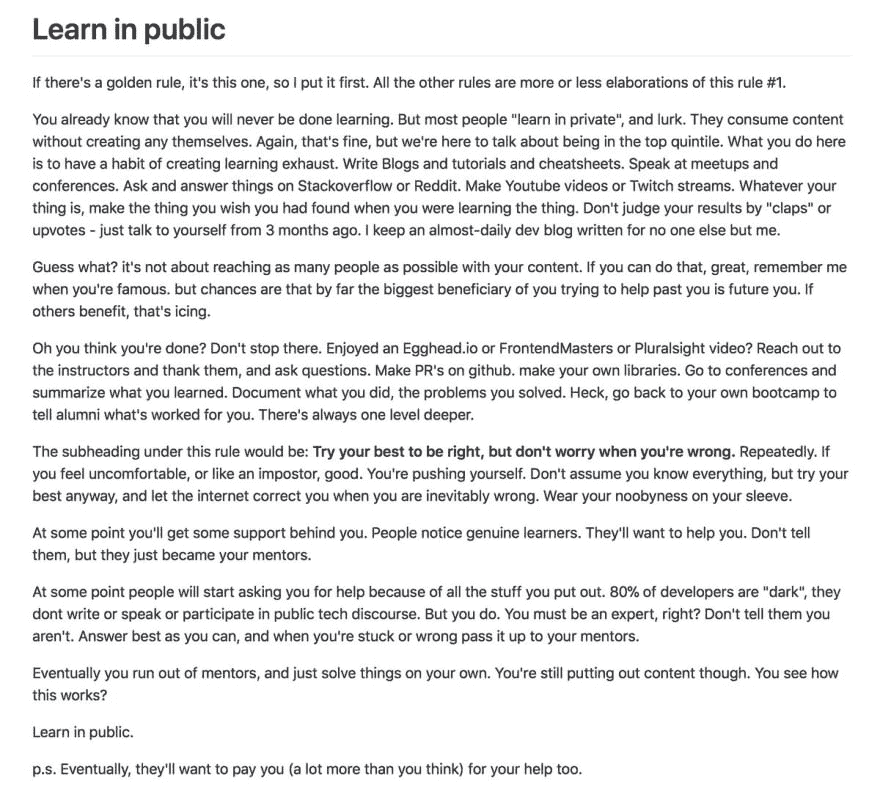 Learn in public
If there's a golden rule, it's this one, so I put it first. All the other rules are more or less elaborations of this rule #1.
You already know that you will never be done learning. But most people "learn in private", and lurk. They consume content
without creating any themselves. Again, that's fine, but we're here to talk about being in the top quintile. What you do here
is to have a habit of creating learning exhaust. Write Blogs and tutorials and cheatsheets. Speak at meetups and
conferences. Ask and answer things on Stackoverflow or Reddit. Make Youtube videos or Twitch streams. Whatever your
thing is, make the thing you wish you had found when you were learning the thing. Don't judge your results by "claps" or
upvotes - just talk to yourself from 3 months ago. I keep an almost-daily dev blog written for no one else but me.
Guess what? it's not about reaching as many people as possible with your content. If you can do that, great, remember me
when you're famous. but chances are that by far the biggest beneficiary of you trying to help past you is future you. If
others benefit, that's icing.
Oh you think you're done? Don't stop there. Enjoyed an Egghead.io or FrontendMasters or Pluralsight video? Reach out to
the instructors and thank them, and ask questions. Make PR's on github. make your own libraries. Go to conferences and
summarize what you learned. Document what you did, the problems you solved. Heck, go back to your own bootcamp to
tell alumni what's worked for you. There's always one level deeper.
The subheading under this rule would be: Try your best to be right, but don't worry when you're wrong. Repeatedly. If
you feel uncomfortable, or like an impostor, good. You're pushing yourself. Don't assume you know everything, but try your
best anyway, and let the internet correct you when you are inevitably wrong. Wear your noobyness on your sleeve.
At some point you'll get some support behind you. People notice genuine learners. They'll want to help you. Don't tell
them, but they just became your mentors.
At some point people will start asking you for help because of all the stuff you put out. 80% of developers are "dark", they
dont write or speak or participate in public tech discourse. But you do. You must be an expert, right? Don't tell them you
aren't. Answer best as you can, and when you're stuck or wrong pass it up to your mentors.
Eventually you run out of mentors, and just solve things on your own. You're still putting out content though. You see how
this works?
Learn in public.
p.s. Eventually, they'll want to pay you (a lot more than you think) for your help too.